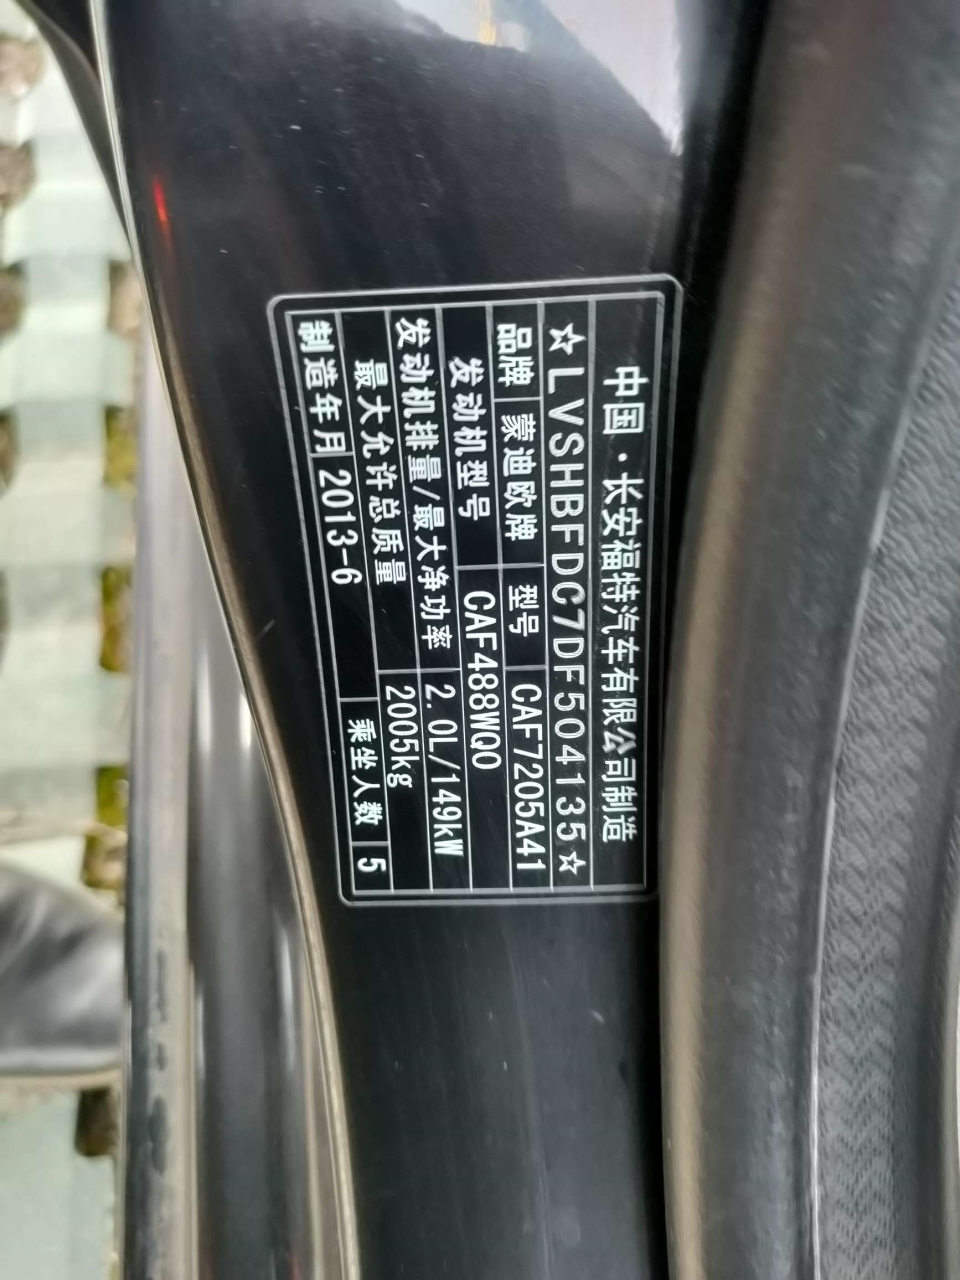 中国·长安福特汽车有限公司制造
☆LVSHBFDC7DF504135☆
品牌 蒙迪欧牌 型号 CAF7205A41
发动机型号 CAF488WQ0
发动机排量/最大净功率 2.0L/149kW
最大允许总质量 2005kg
制造年月 2013-6 乘坐人数 5